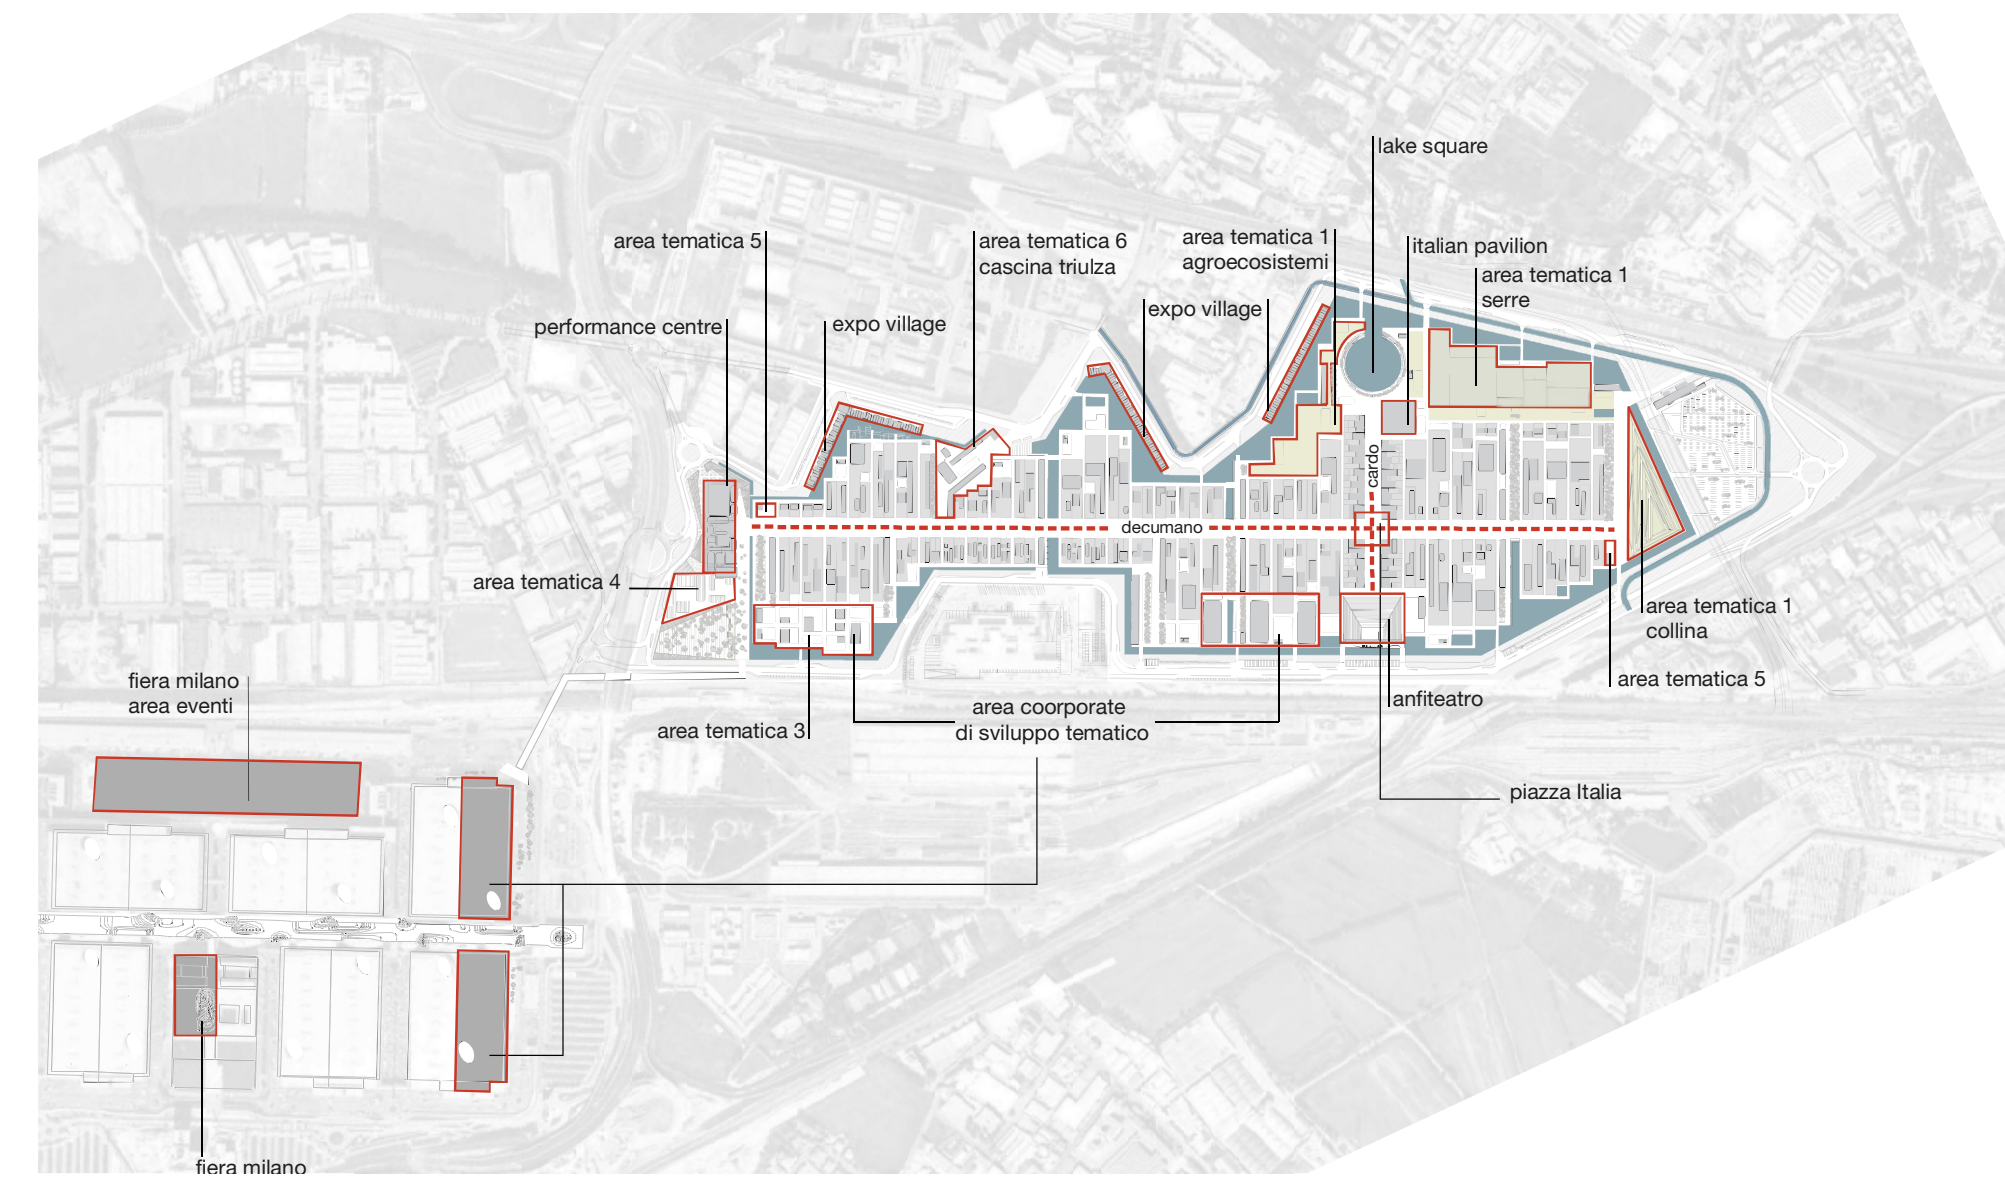 lake square
area tematica 5
area tematica 6
cascina triulza
area tematica 1
agroecosistemi
italian pavilion
area tematica 1
serre
performance centre
expo village
expo village
cardo
decumano
area tematica 4
area tematica 1
collina
area tematica 5
fiera milano
area eventi
area tematica 3
area coorporate
di sviluppo tematico
anfiteatro
piazza Italia
fiera milano